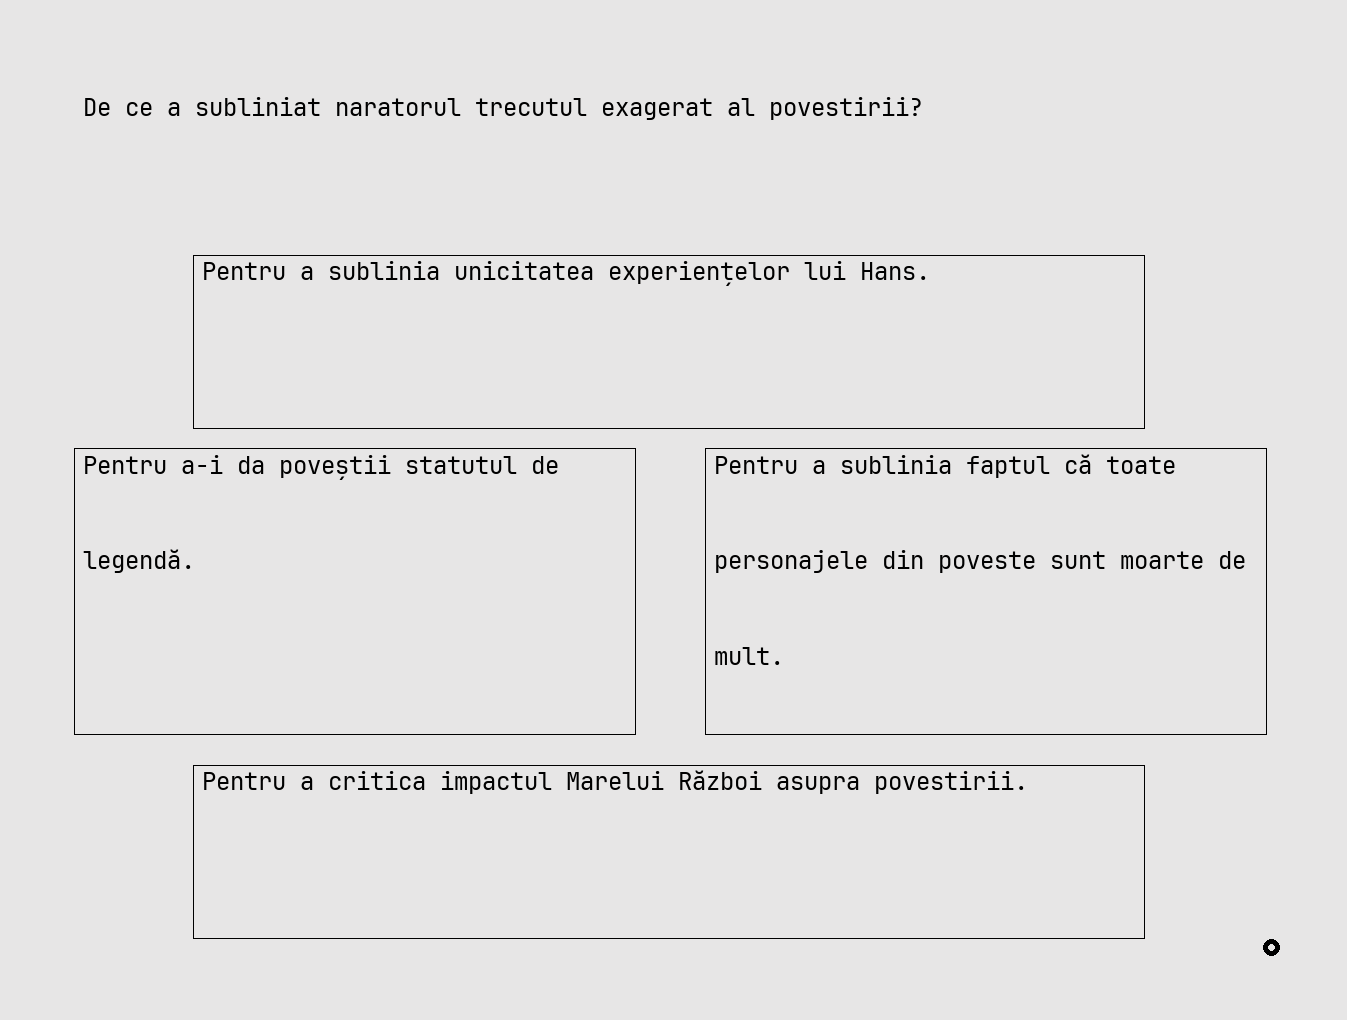 De ce a subliniat naratorul trecutul exagerat al povestirii?
Pentru a sublinia unicitatea experiențelor lui Hans.
Pentru a-i da poveștii statutul de
legendă.
Pentru a sublinia faptul că toate
personajele din poveste sunt moarte de
mult.
Pentru a critica impactul Marelui Război asupra povestirii.